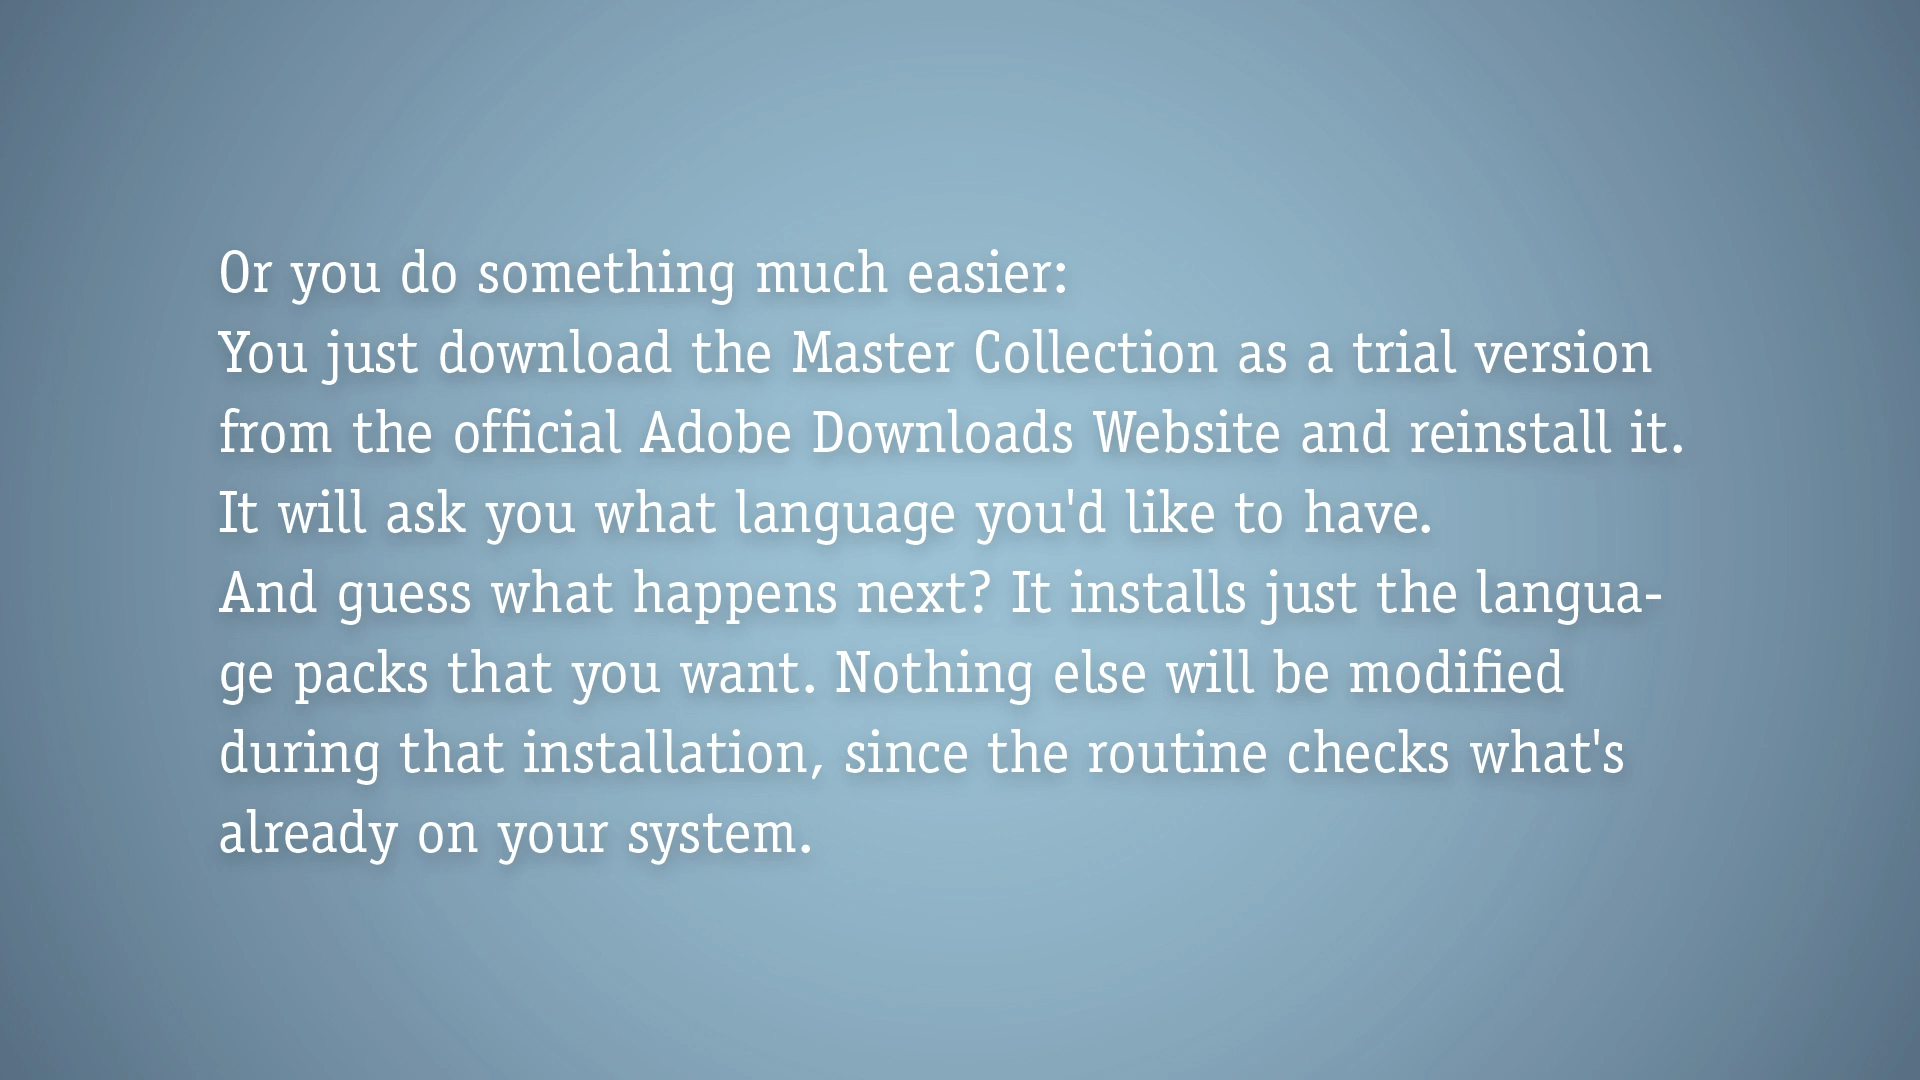 Or you do something much easier:
You just download the Master Collection as a trial version
from the official Adobe Downloads Website and reinstall it.
It will ask you what language you'd like to have.
And guess what happens next? It installs just the langua-
ge packs that you want. Nothing else will be modified
during that installation, since the routine checks what's
already on your system.